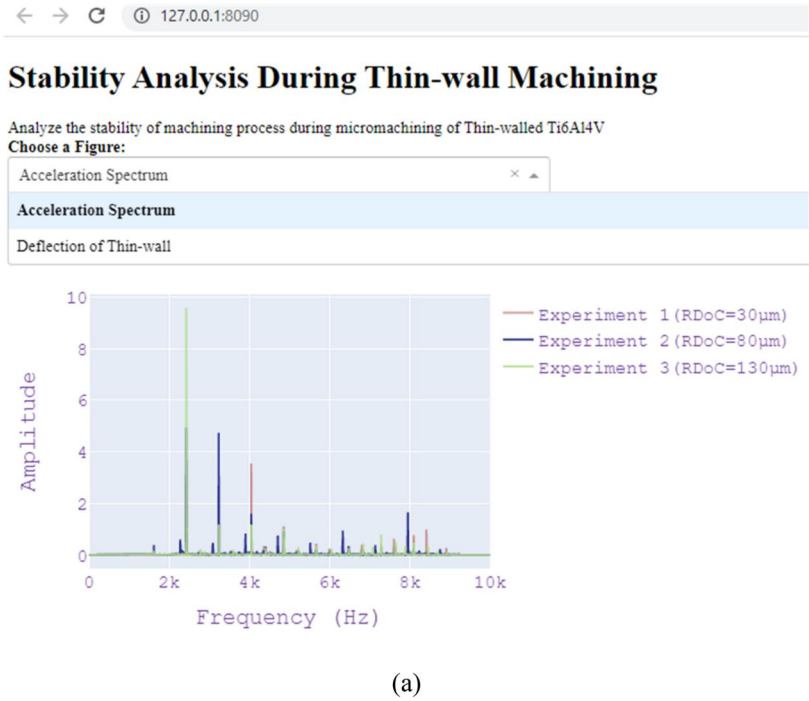 127.0.0.1:8090
Stability Analysis During Thin-wall Machining
Analyze the stability of machining process during micromachining of Thin-walled Ti6Al4V
Choose a Figure:
Acceleration Spectrum
Acceleration Spectrum
Deflection of Thin-wall
10
8
6
4
2
0
Amplitude
0 2k 4k 6k 8k 10k
Frequency (Hz)
Experiment 1(RDoC=30μm)
Experiment 2(RDoC=80μm)
Experiment 3(RDoC=130μm)
(a)